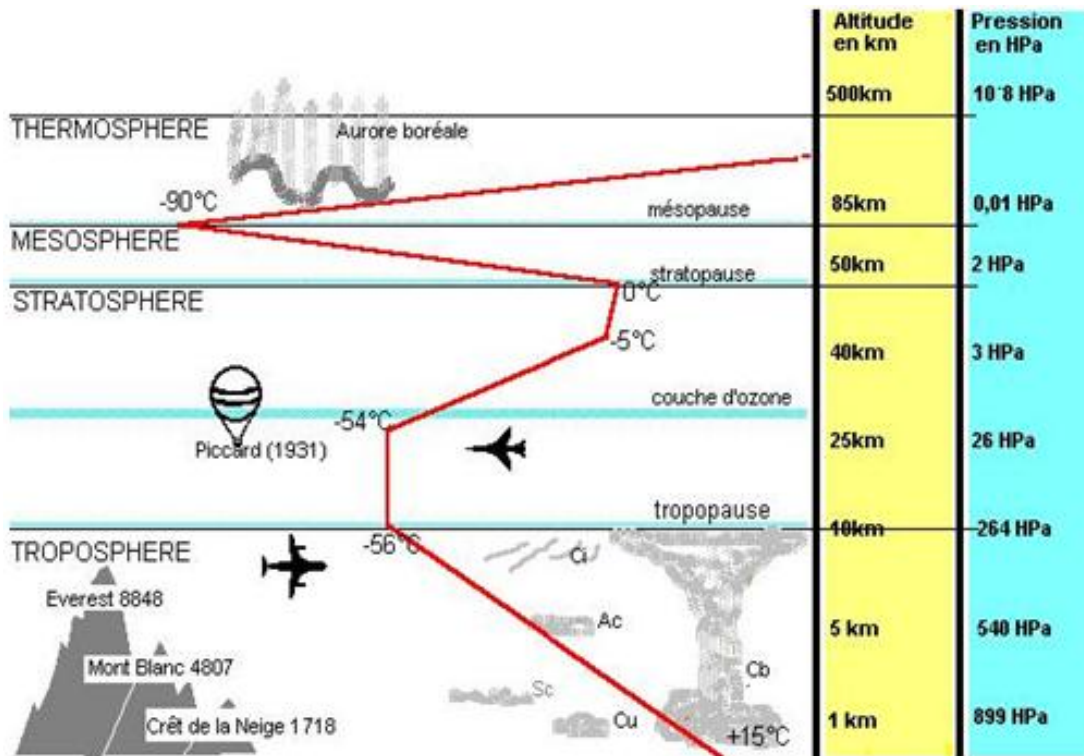 Altitude
en km
Pression
en HPa
500km
10¯8 HPa
THERMOSPHERE
Aurore boréale
-90°C
mésopause
85km
0,01 HPa
MESOSPHERE
stratopause
50km
2 HPa
STRATOSPHERE
0°C
-5°C
40km
3 HPa
couche d'ozone
-54°C
Piccard (1931)
25km
26 HPa
tropopause
10km
264 HPa
TROPOSPHERE
-56°C
Ci
Everest 8848
Ac
5 km
540 HPa
Mont Blanc 4807
Cb
Sc
Crêt de la Neige 1718
Cu
+15°C
1 km
899 HPa